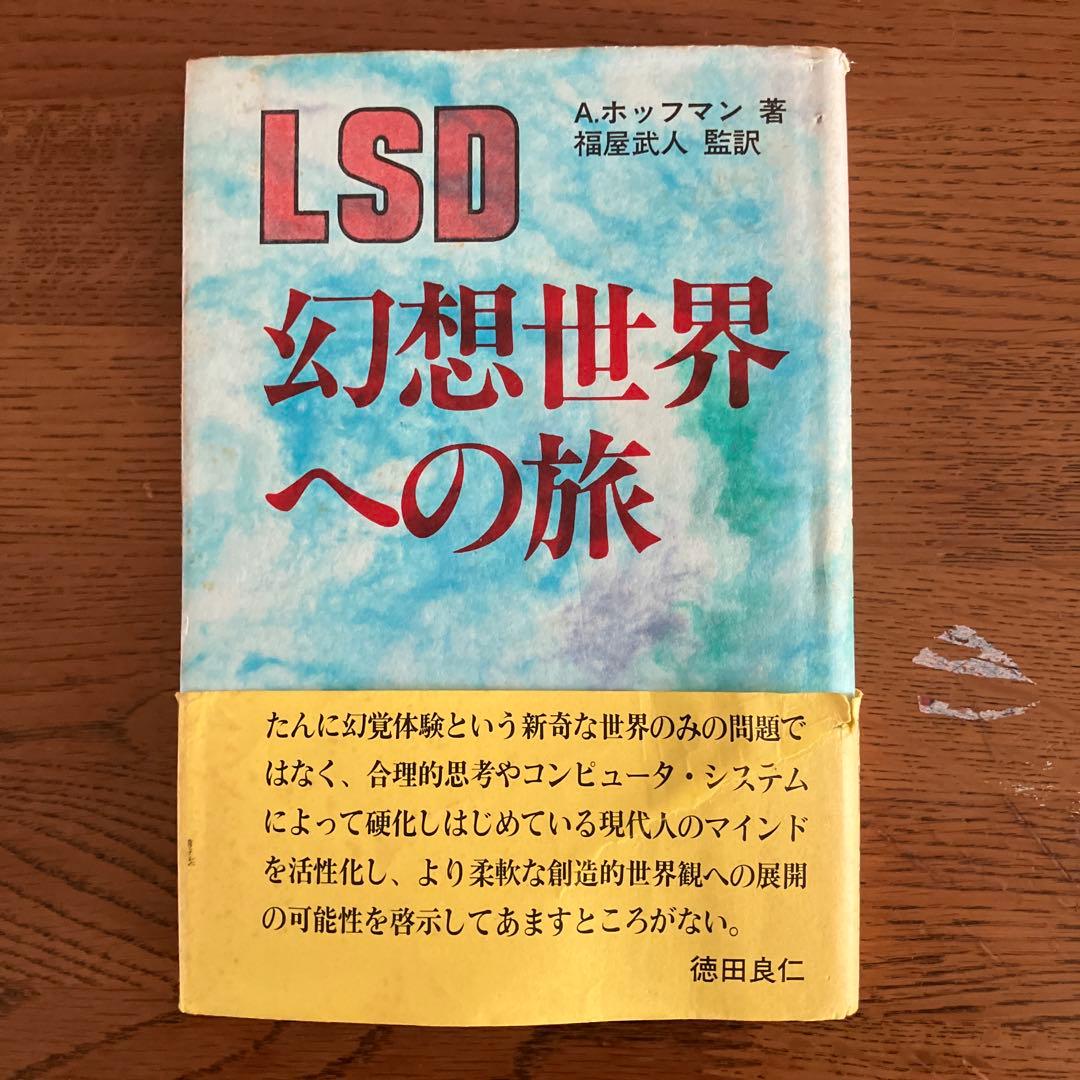 LSD
A.ホッフマン 著
福屋武人 監訳
幻想世界
への旅
たんに幻覚体験という新奇な世界のみの問題で
はなく、合理的思考やコンピュータ・システム
によって硬化しはじめている現代人のマインド
を活性化し、より柔軟な創造的世界観への展開
の可能性を啓示してあますところがない。
徳田良仁